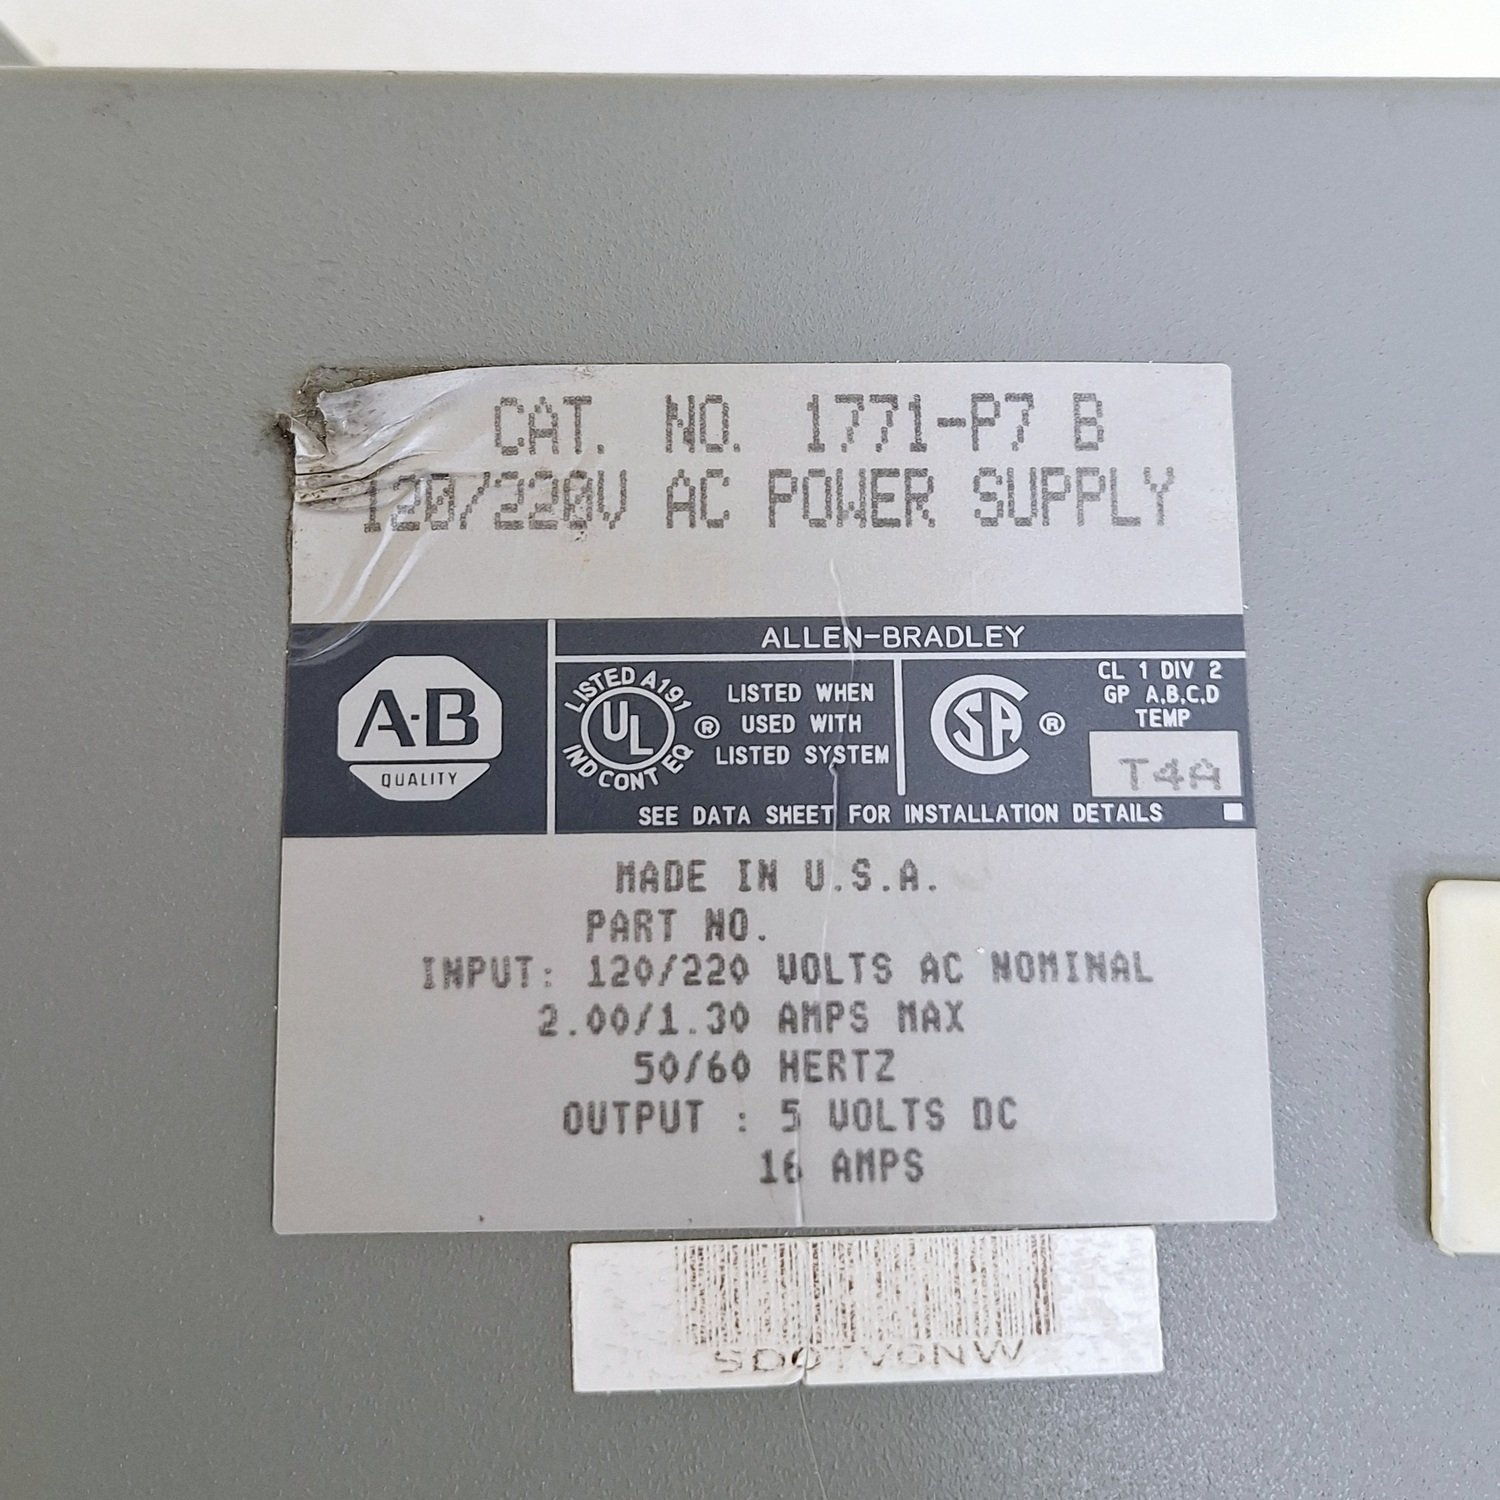 CAT. NO. 1771-P7 B
120/220V AC POWER SUPPLY
ALLEN-BRADLEY
A-B
QUALITY
LISTED A191
UL
IND CONT EQ
®
LISTED WHEN
USED WITH
LISTED SYSTEM
CSA
®
CL 1 DIV 2
GP A,B,C,D
TEMP
T4A
SEE DATA SHEET FOR INSTALLATION DETAILS
MADE IN U.S.A.
PART NO.
INPUT: 120/220 VOLTS AC NOMINAL
2.00/1.30 AMPS MAX
50/60 HERTZ
OUTPUT : 5 VOLTS DC
16 AMPS